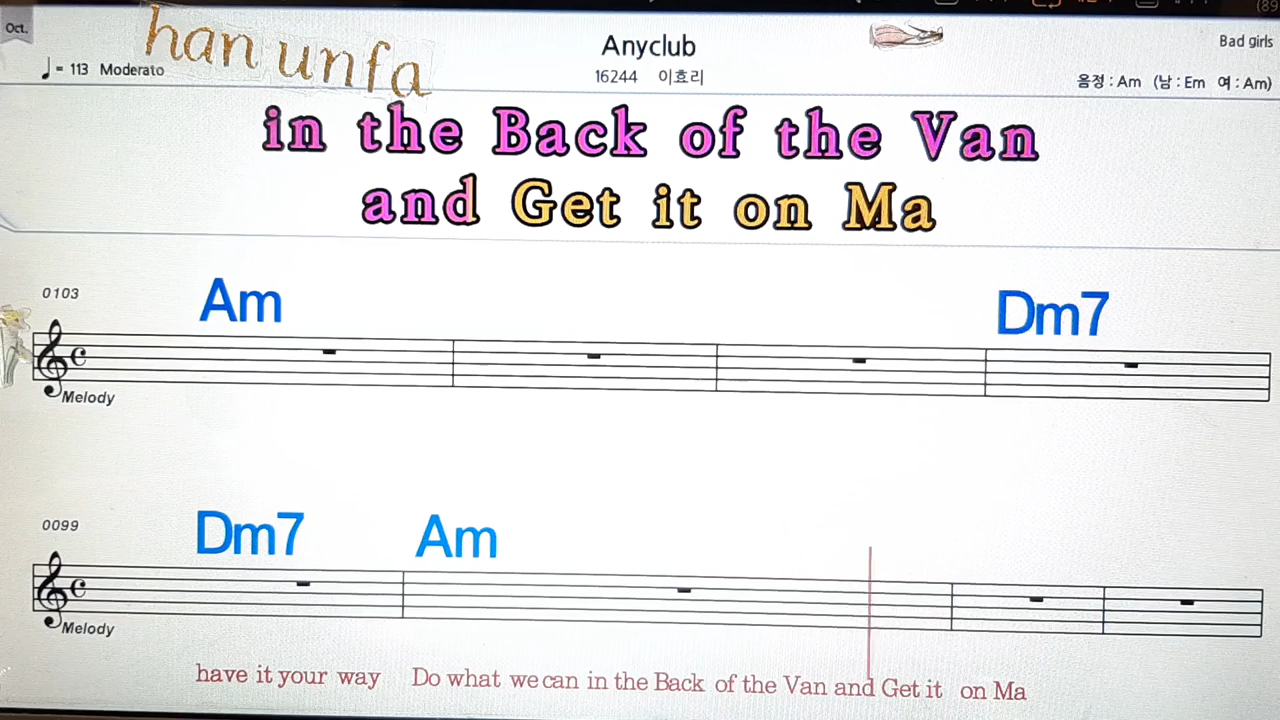 Oct.
han unfa
Anyclub
Bad girls
♩= 113 Moderato
16244 이효리
음정 : Am (남 : Em 여 : Am)
in the Back of the Van
and Get it on Ma
0103
Am Dm7
Melody
0099
Dm7 Am
Melody
have it your way Do what we can in the Back of the Van and Get it on Ma